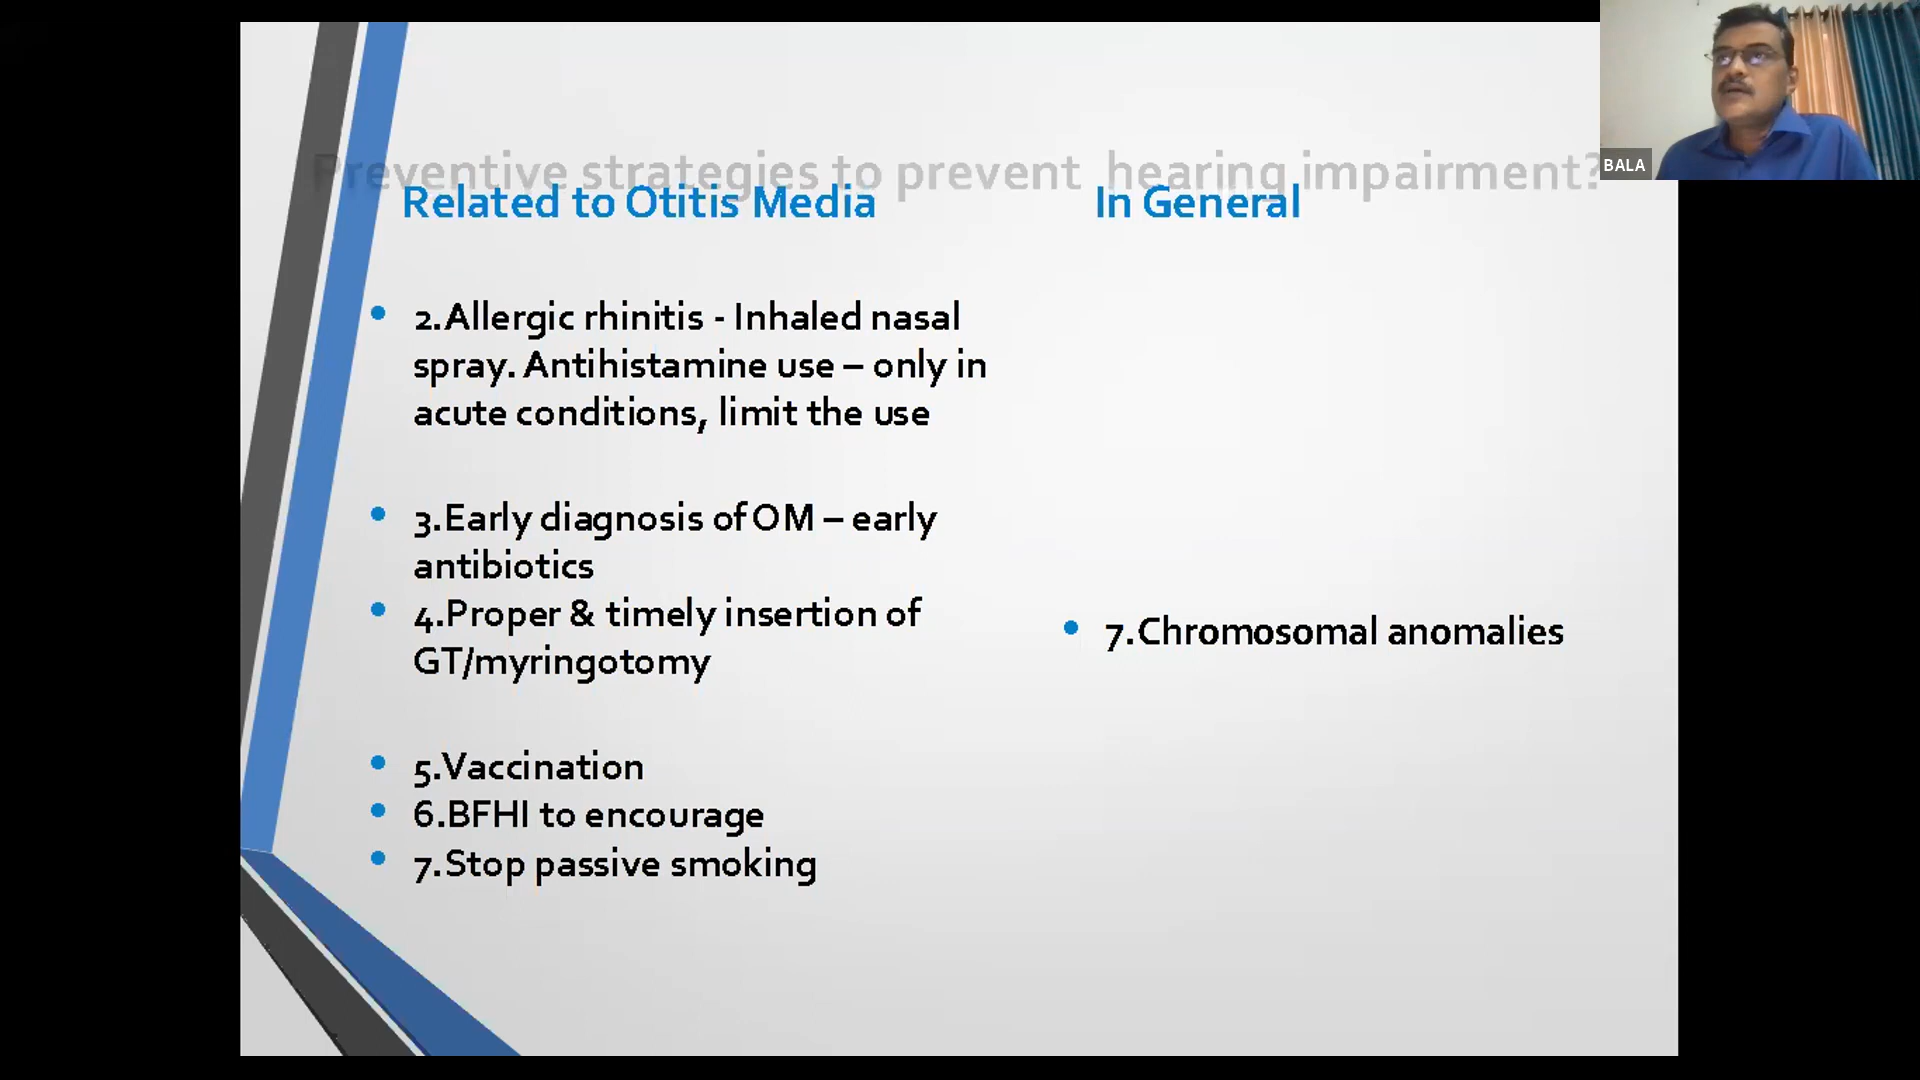 Preventive strategies to prevent hearing impairment?
Related to Otitis Media
2.Allergic rhinitis - Inhaled nasal
spray. Antihistamine use – only in
acute conditions, limit the use
3.Early diagnosis of OM – early
antibiotics
4.Proper & timely insertion of
GT/myringotomy
5.Vaccination
6.BFHI to encourage
7.Stop passive smoking
In General
7.Chromosomal anomalies
BALA